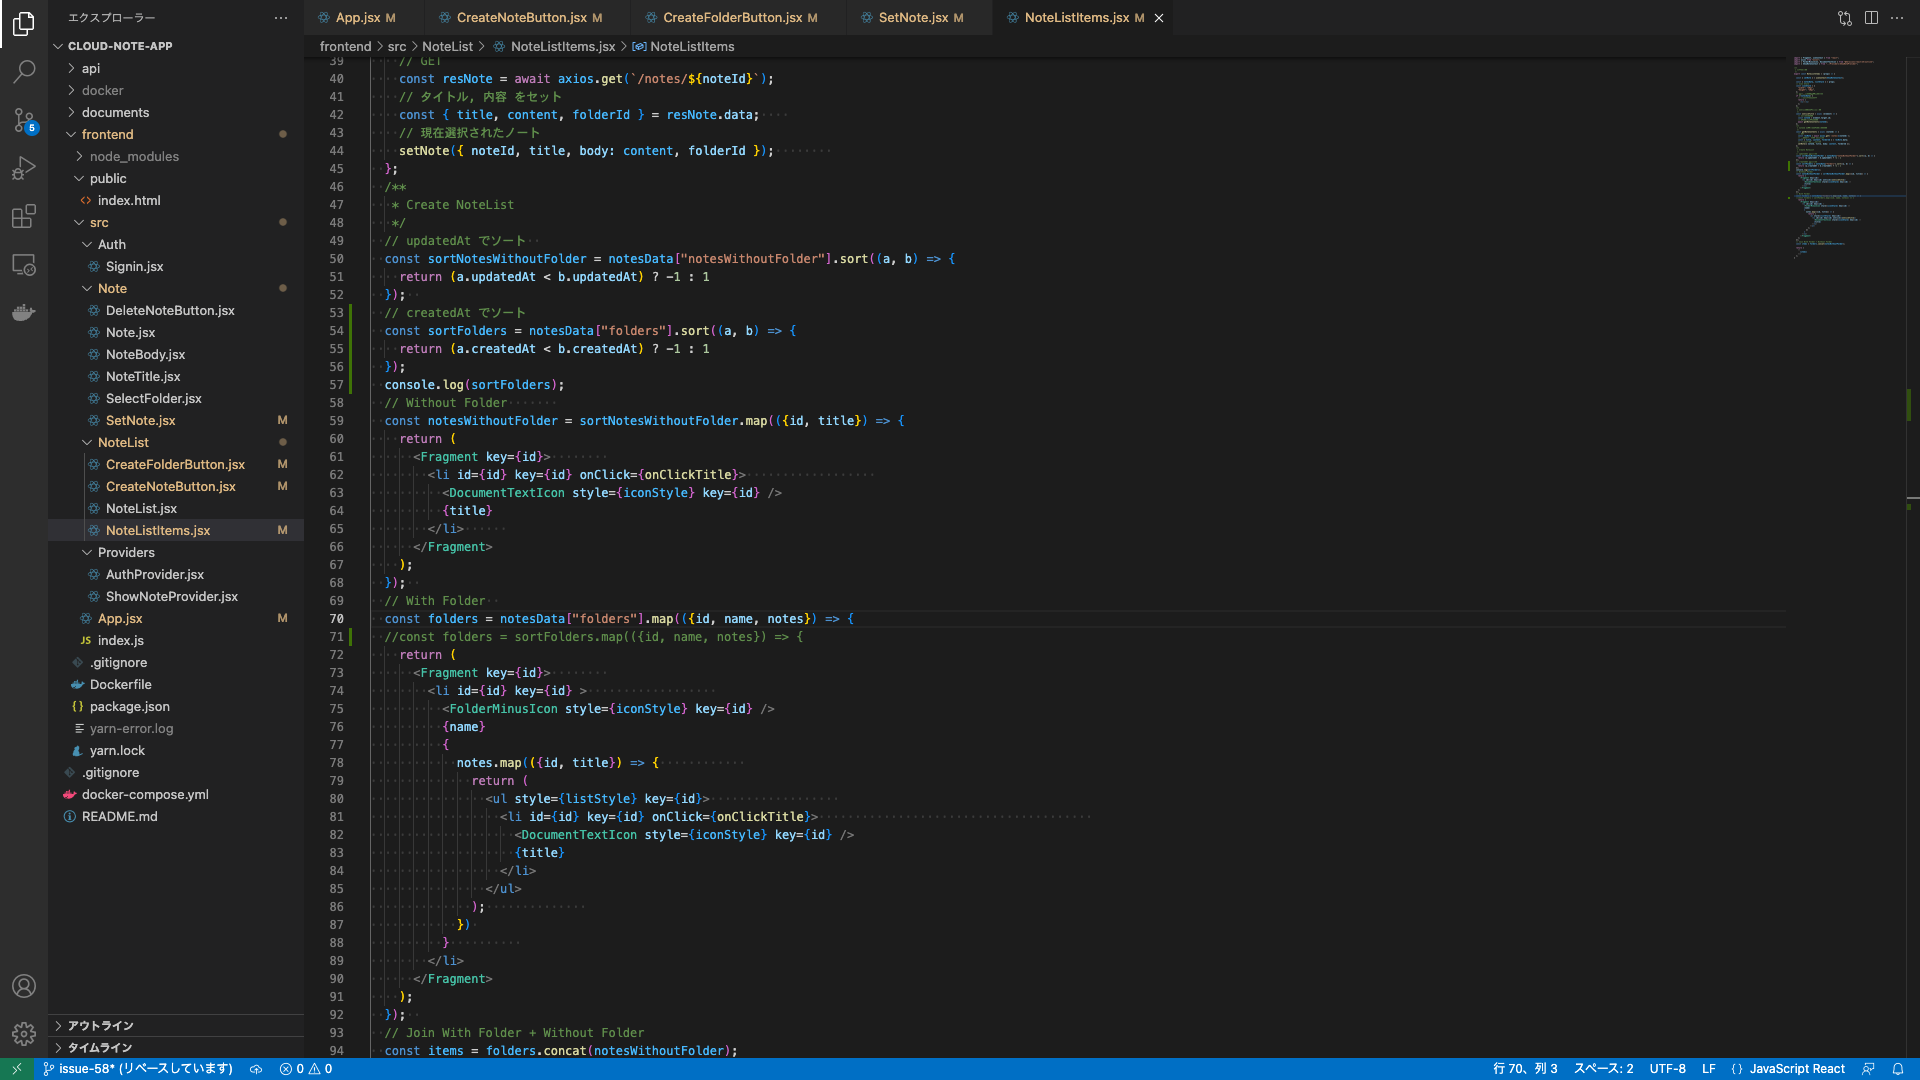 エクスプローラー
CLOUD-NOTE-APP
api
docker
documents
frontend
node_modules
public
index.html
src
Auth
Signin.jsx
Note
DeleteNoteButton.jsx
Note.jsx
NoteBody.jsx
NoteTitle.jsx
SelectFolder.jsx
SetNote.jsx M
NoteList
CreateFolderButton.jsx M
CreateNoteButton.jsx M
NoteList.jsx
NoteListItems.jsx M
Providers
AuthProvider.jsx
ShowNoteProvider.jsx
App.jsx M
JS index.js
.gitignore
Dockerfile
package.json
yarn-error.log
yarn.lock
.gitignore
docker-compose.yml
README.md
アウトライン
タイムライン
5
App.jsx M CreateNoteButton.jsx M CreateFolderButton.jsx M SetNote.jsx M NoteListItems.jsx M
frontend > src > NoteList > NoteListItems.jsx > NoteListItems
39 // GET
40 const resNote = await axios.get(`/notes/${noteId}`);
41 // タイトル, 内容 をセット
42 const { title, content, folderId } = resNote.data;
43 // 現在選択されたノート
44 setNote({ noteId, title, body: content, folderId });
45 };
46 /**
47 * Create NoteList
48 */
49 // updatedAt でソート
50 const sortNotesWithoutFolder = notesData["notesWithoutFolder"].sort((a, b) => {
51 return (a.updatedAt < b.updatedAt) ? -1 : 1
52 });
53 // createdAt でソート
54 const sortFolders = notesData["folders"].sort((a, b) => {
55 return (a.createdAt < b.createdAt) ? -1 : 1
56 });
57 console.log(sortFolders);
58 // Without Folder
59 const notesWithoutFolder = sortNotesWithoutFolder.map(({id, title}) => {
60 return (
61 <Fragment key={id}>
62 <li id={id} key={id} onClick={onClickTitle}>
63 <DocumentTextIcon style={iconStyle} key={id} />
64 {title}
65 </li>
66 </Fragment>
67 );
68 });
69 // With Folder
70 const folders = notesData["folders"].map(({id, name, notes}) => {
71 //const folders = sortFolders.map(({id, name, notes}) => {
72 return (
73 <Fragment key={id}>
74 <li id={id} key={id} >
75 <FolderMinusIcon style={iconStyle} key={id} />
76 {name}
77 {
78 notes.map(({id, title}) => {
79 return (
80 <ul style={listStyle} key={id}>
81 <li id={id} key={id} onClick={onClickTitle}>
82 <DocumentTextIcon style={iconStyle} key={id} />
83 {title}
84 </li>
85 </ul>
86 );
87 })
88 }
89 </li>
90 </Fragment>
91 );
92 });
93 // Join With Folder + Without Folder
94 const items = folders.concat(notesWithoutFolder);
issue-58* (リベースしています) 0 0 行 70、列 3 スペース: 2 UTF-8 LF {} JavaScript React